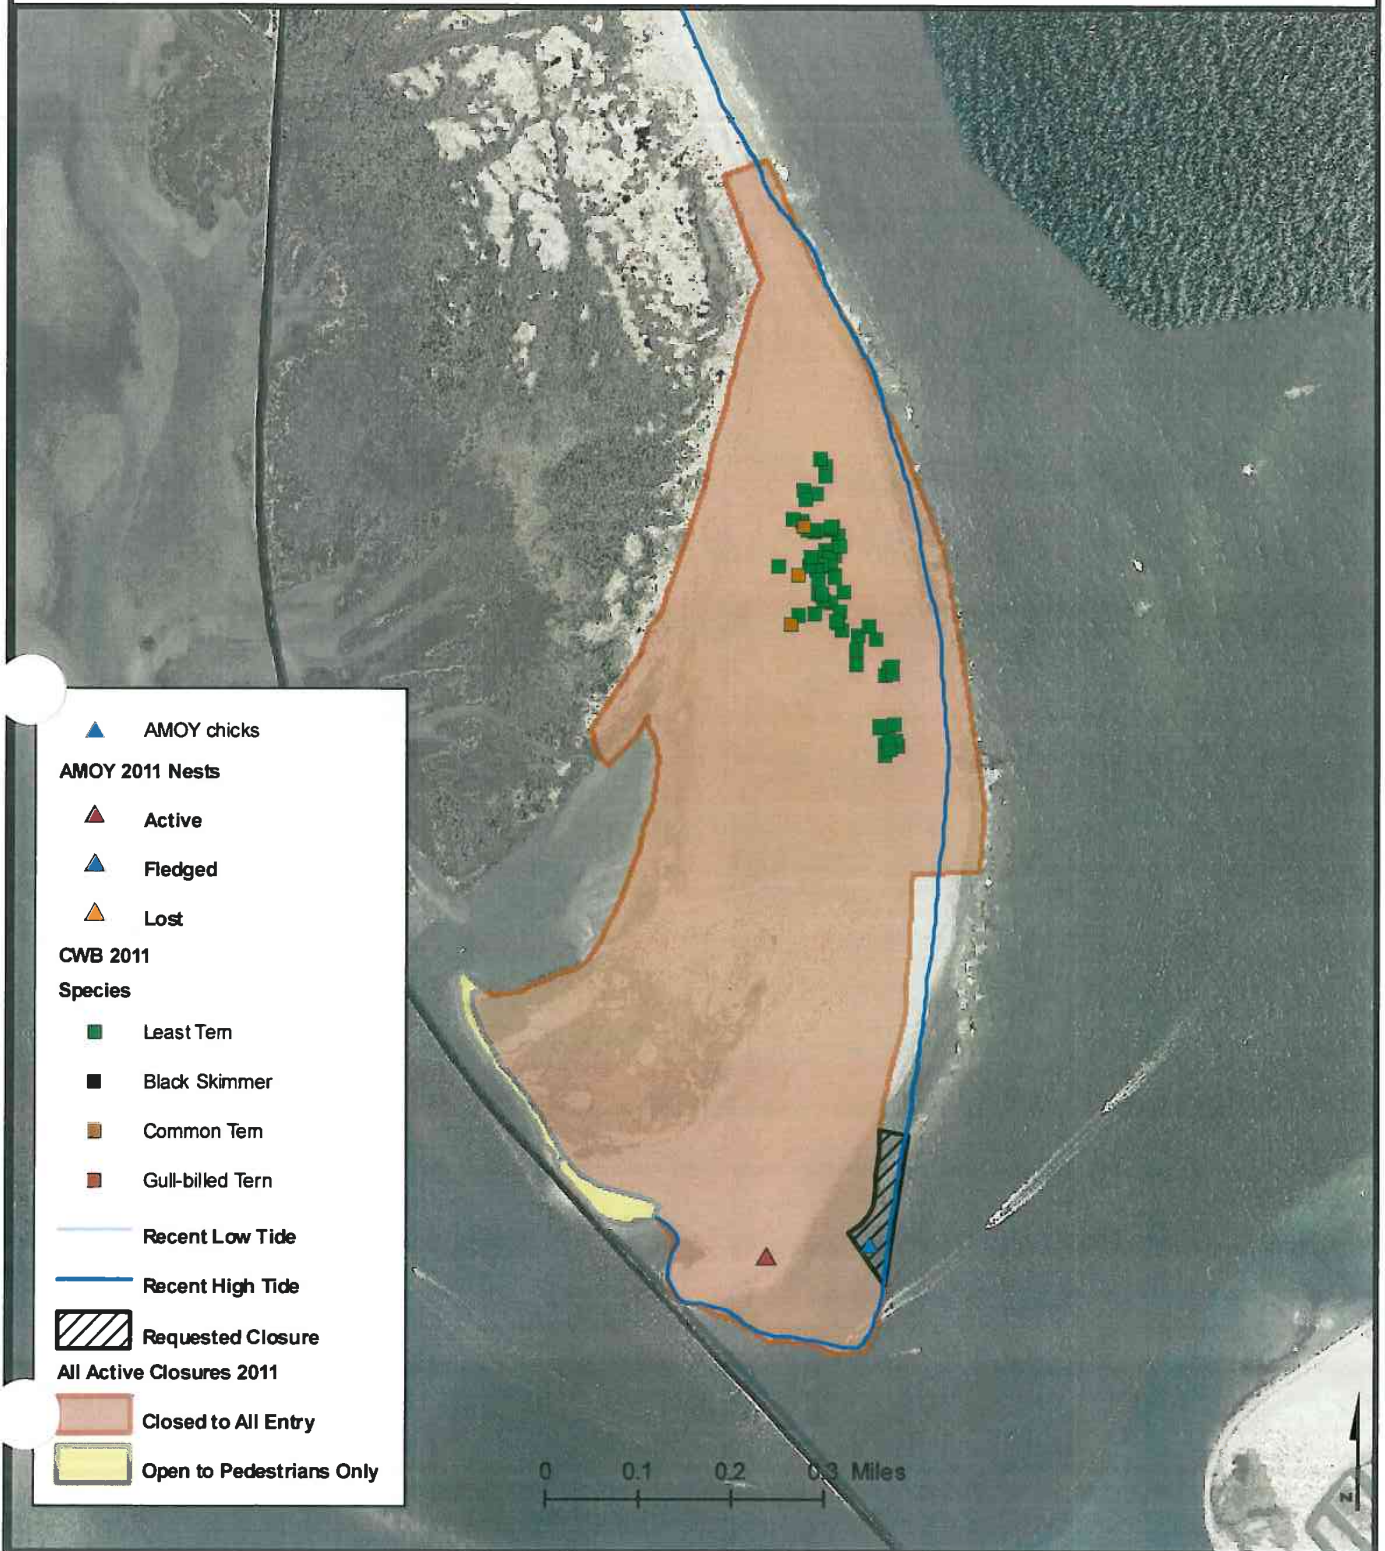 AMOY chicks
AMOY 2011 Nests
Active
Fledged
Lost
CWB 2011
Species
Least Tern
Black Skimmer
Common Tern
Gull-billed Tern
Recent Low Tide
Recent High Tide
Requested Closure
All Active Closures 2011
Closed to All Entry
Open to Pedestrians Only
0 0.1 0.2 0.3 Miles
N